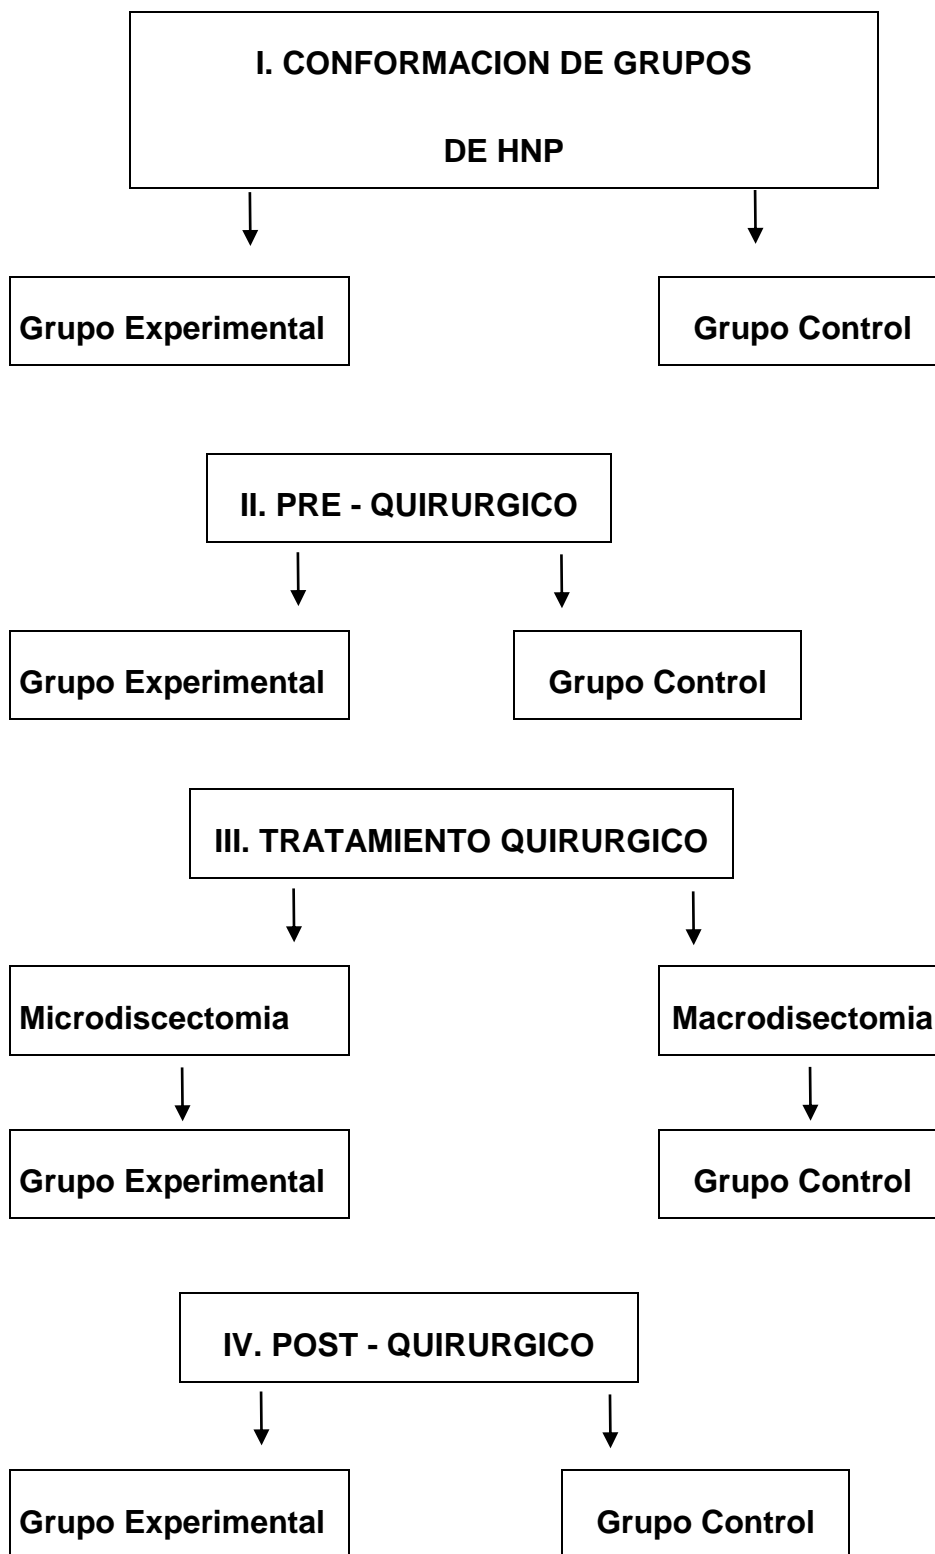 I. CONFORMACION DE GRUPOS
DE HNP
Grupo Experimental
Grupo Control
II. PRE - QUIRURGICO
Grupo Experimental
Grupo Control
III. TRATAMIENTO QUIRURGICO
Microdiscectomia
Macrodisectomia
Grupo Experimental
Grupo Control
IV. POST - QUIRURGICO
Grupo Experimental
Grupo Control